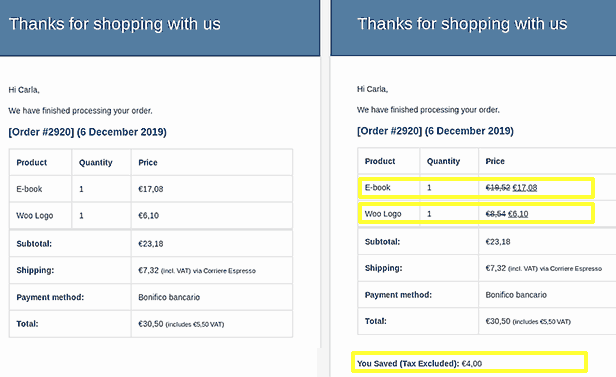 Thanks for shopping with us
Hi Carla,
We have finished processing your order.
[Order #2920] (6 December 2019)
Product Quantity Price
E-book 1 €17,08
Woo Logo 1 €6,10
Subtotal: €23,18
Shipping: €7,32 (incl. VAT) via Corriere Espresso
Payment method: Bonifico bancario
Total: €30,50 (includes €5,50 VAT)
Thanks for shopping with us
Hi Carla,
We have finished processing your order.
[Order #2920] (6 December 2019)
Product Quantity Price
E-book 1 €19,52 €17,08
Woo Logo 1 €8,54 €6,10
Subtotal: €23,18
Shipping: €7,32 (incl. VAT) via Corriere Espresso
Payment method: Bonifico bancario
Total: €30,50 (includes €5,50 VAT)
You Saved (Tax Excluded): €4,00